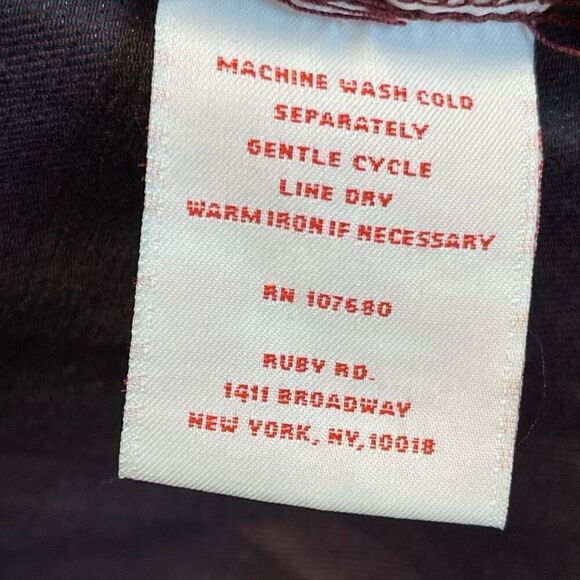 MACHINE WASH COLD
SEPARATELY
GENTLE CYCLE
LINE DRY
WARM IRON IF NECESSARY
RN 107680
RUBY RD.
1411 BROADWAY
NEW YORK, NY, 10018